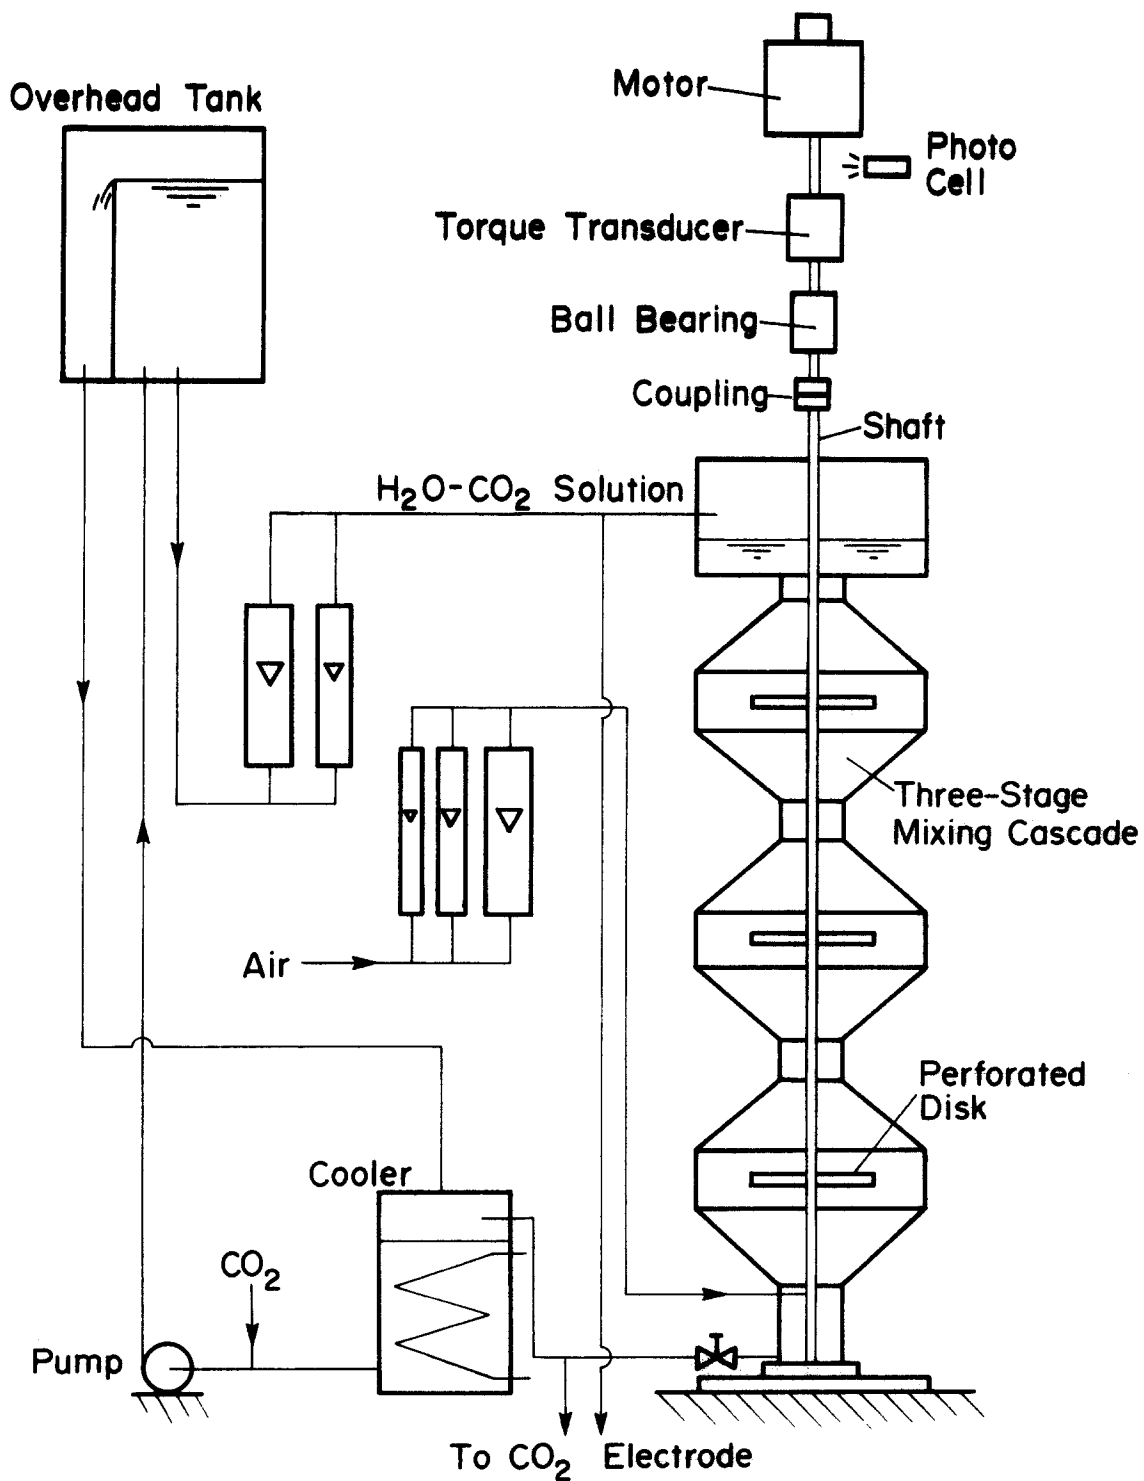 Motor
Overhead Tank
Photo
Cell
Torque Transducer
Ball Bearing
Coupling
Shaft
H₂O-CO₂ Solution
Three-Stage
Mixing Cascade
Air
Perforated
Disk
Cooler
CO₂
Pump
To CO₂ Electrode